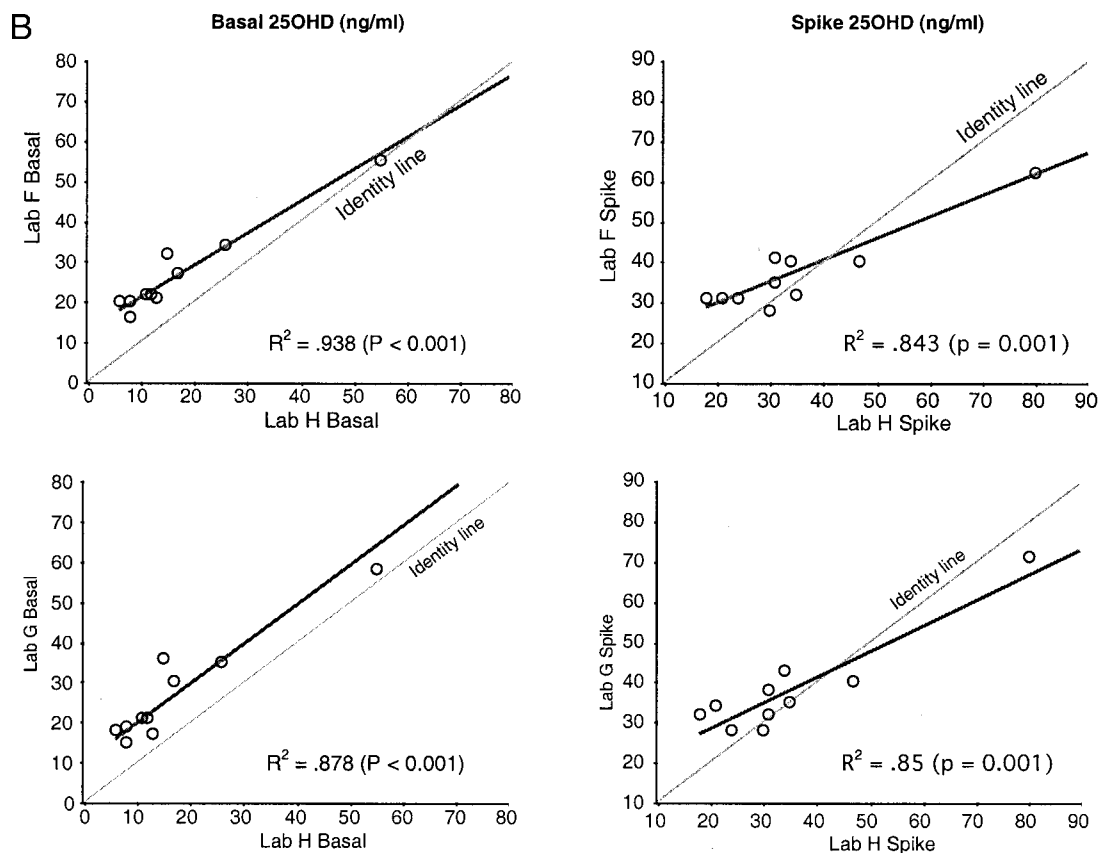 B
Basal 25OHD (ng/ml)
Spike 25OHD (ng/ml)
80
70
60
50
40
30
20
10
0
Lab F Basal
Identity line
R² = .938 (P < 0.001)
0 10 20 30 40 50 60 70 80
Lab H Basal
90
80
70
60
50
40
30
20
10
Lab F Spike
Identity line
R² = .843 (p = 0.001)
10 20 30 40 50 60 70 80 90
Lab H Spike
80
70
60
50
40
30
20
10
0
Lab G Basal
Identity line
R² = .878 (P < 0.001)
0 10 20 30 40 50 60 70 80
Lab H Basal
90
80
70
60
50
40
30
20
10
Lab G Spike
Identity line
R² = .85 (p = 0.001)
10 20 30 40 50 60 70 80 90
Lab H Spike